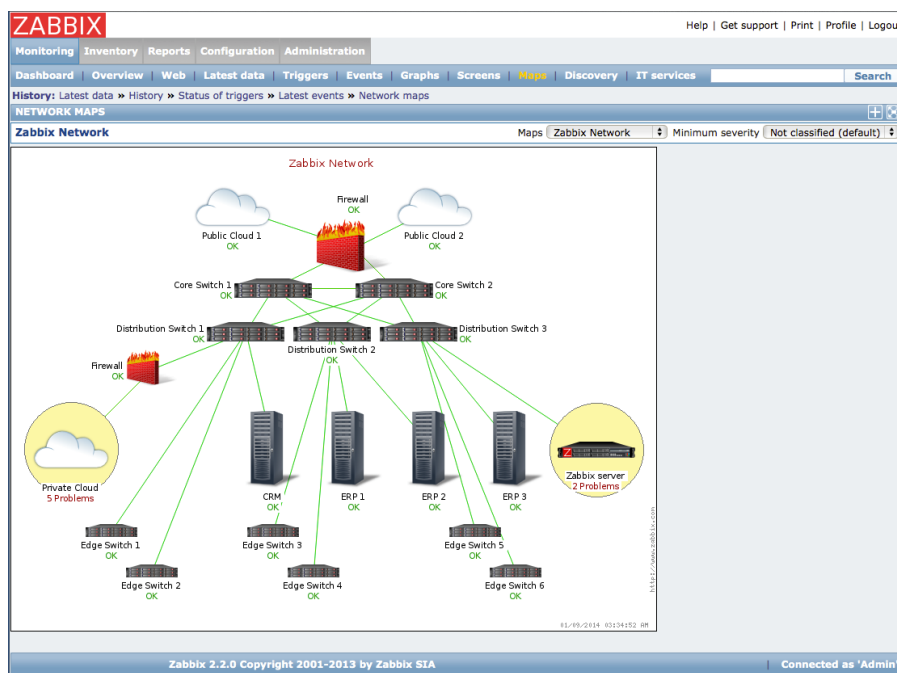 ZABBIX
Help | Get support | Print | Profile | Logout
Monitoring Inventory Reports Configuration Administration
Dashboard | Overview | Web | Latest data | Triggers | Events | Graphs | Screens | Maps | Discovery | IT services Search
History: Latest data » History » Status of triggers » Latest events » Network maps
NETWORK MAPS
Zabbix Network Maps Zabbix Network Minimum severity Not classified (default)
Zabbix Network
Firewall
OK
Public Cloud 1
OK
Public Cloud 2
OK
Core Switch 1
OK
Core Switch 2
OK
Distribution Switch 1
OK
Distribution Switch 2
OK
Distribution Switch 3
OK
Firewall
OK
Private Cloud
5 Problems
CRM
OK
ERP 1
OK
ERP 2
OK
ERP 3
OK
Z
Zabbix server
2 Problems
Edge Switch 1
OK
Edge Switch 3
OK
Edge Switch 5
OK
Edge Switch 2
OK
Edge Switch 4
OK
Edge Switch 6
OK
http://www.zabbix.com
01/09/2014 03:34:52 AM
Zabbix 2.2.0 Copyright 2001-2013 by Zabbix SIA | Connected as 'Admin'